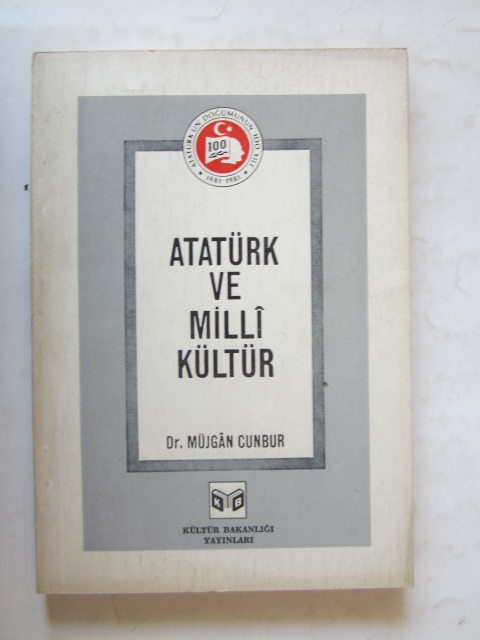 ATATÜRK'ÜN DOĞUMUNUN 100. YILI
100
1881-1981
ATATÜRK
VE
MİLLÎ
KÜLTÜR
Dr. MÜJGÂN CUNBUR
K B
KÜLTÜR BAKANLIĞI
YAYINLARI